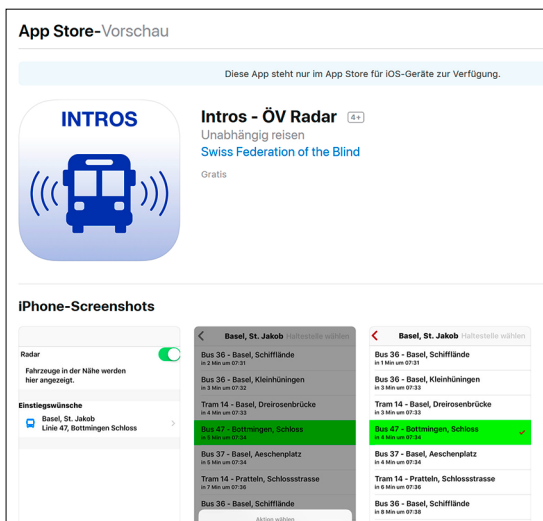 App Store-Vorschau
Diese App steht nur im App Store für iOS-Geräte zur Verfügung.
INTROS
Intros - ÖV Radar 4+
Unabhängig reisen
Swiss Federation of the Blind
Gratis
iPhone-Screenshots
Radar
Fahrzeuge in der Nähe werden
hier angezeigt.
Einstiegswünsche
Basel, St. Jakob
Linie 47, Bottmingen Schloss
Basel, St. Jakob Haltestelle wählen
Bus 36 - Basel, Schifflände
in 2 Min um 07:31
Bus 36 - Basel, Kleinhüningen
in 3 Min um 07:32
Tram 14 - Basel, Dreirosenbrücke
in 4 Min um 07:33
Bus 47 - Bottmingen, Schloss
in 5 Min um 07:34
Bus 37 - Basel, Aeschenplatz
in 5 Min um 07:34
Tram 14 - Pratteln, Schlossstrasse
in 7 Min um 07:36
Bus 36 - Basel, Schifflände
Aktion wählen
Basel, St. Jakob Haltestelle wählen
Bus 36 - Basel, Schifflände
in 1 Min um 07:31
Bus 36 - Basel, Kleinhüningen
in 3 Min um 07:33
Tram 14 - Basel, Dreirosenbrücke
in 3 Min um 07:33
Bus 47 - Bottmingen, Schloss
in 4 Min um 07:34
Bus 37 - Basel, Aeschenplatz
in 4 Min um 07:34
Tram 14 - Pratteln, Schlossstrasse
in 6 Min um 07:36
Bus 36 - Basel, Schifflände
in 8 Min um 07:38